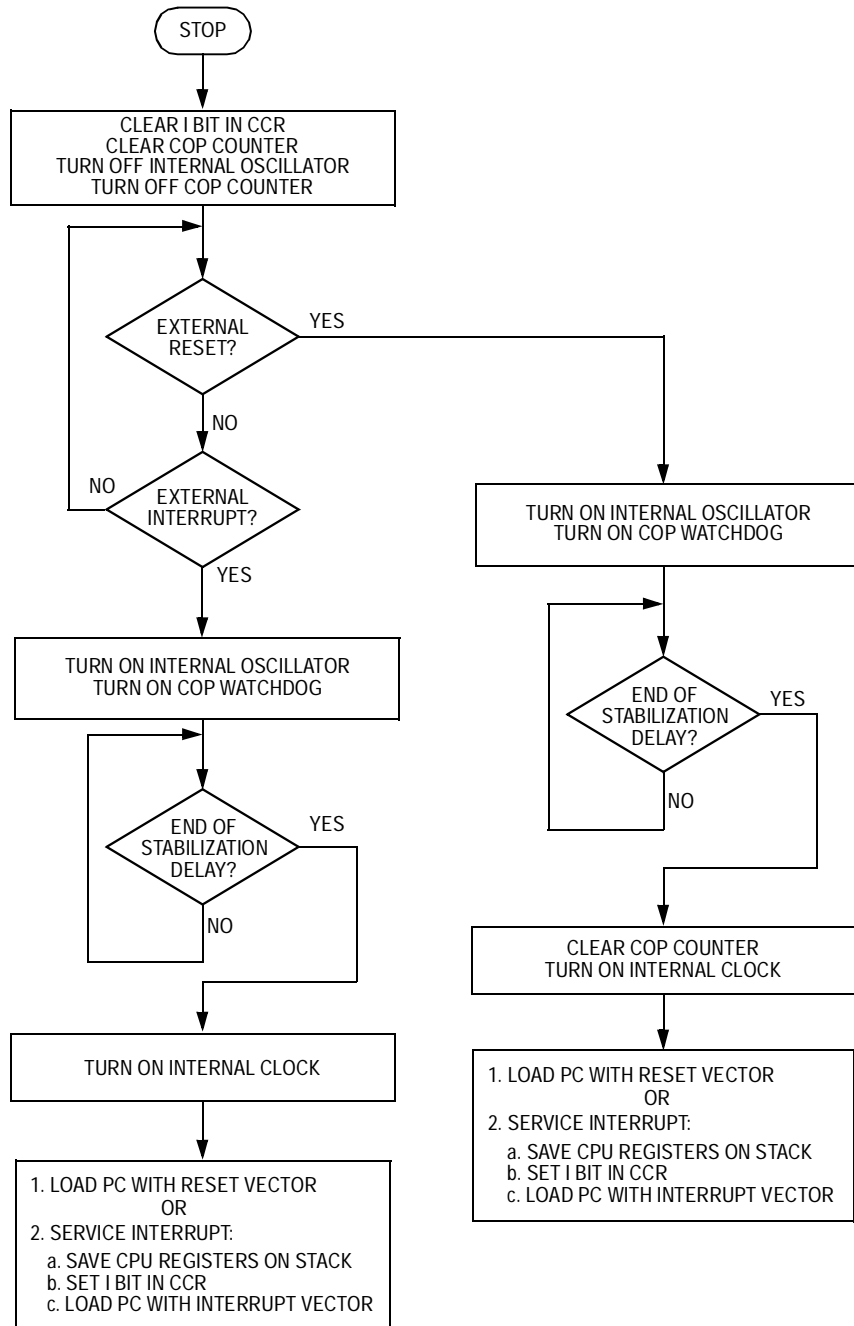 STOP
CLEAR I BIT IN CCR
CLEAR COP COUNTER
TURN OFF INTERNAL OSCILLATOR
TURN OFF COP COUNTER
EXTERNAL
RESET?
YES
NO
EXTERNAL
INTERRUPT?
NO
YES
TURN ON INTERNAL OSCILLATOR
TURN ON COP WATCHDOG
END OF
STABILIZATION
DELAY?
YES
NO
TURN ON INTERNAL CLOCK
1. LOAD PC WITH RESET VECTOR
OR
2. SERVICE INTERRUPT:
a. SAVE CPU REGISTERS ON STACK
b. SET I BIT IN CCR
c. LOAD PC WITH INTERRUPT VECTOR
TURN ON INTERNAL OSCILLATOR
TURN ON COP WATCHDOG
END OF
STABILIZATION
DELAY?
YES
NO
CLEAR COP COUNTER
TURN ON INTERNAL CLOCK
1. LOAD PC WITH RESET VECTOR
OR
2. SERVICE INTERRUPT:
a. SAVE CPU REGISTERS ON STACK
b. SET I BIT IN CCR
c. LOAD PC WITH INTERRUPT VECTOR